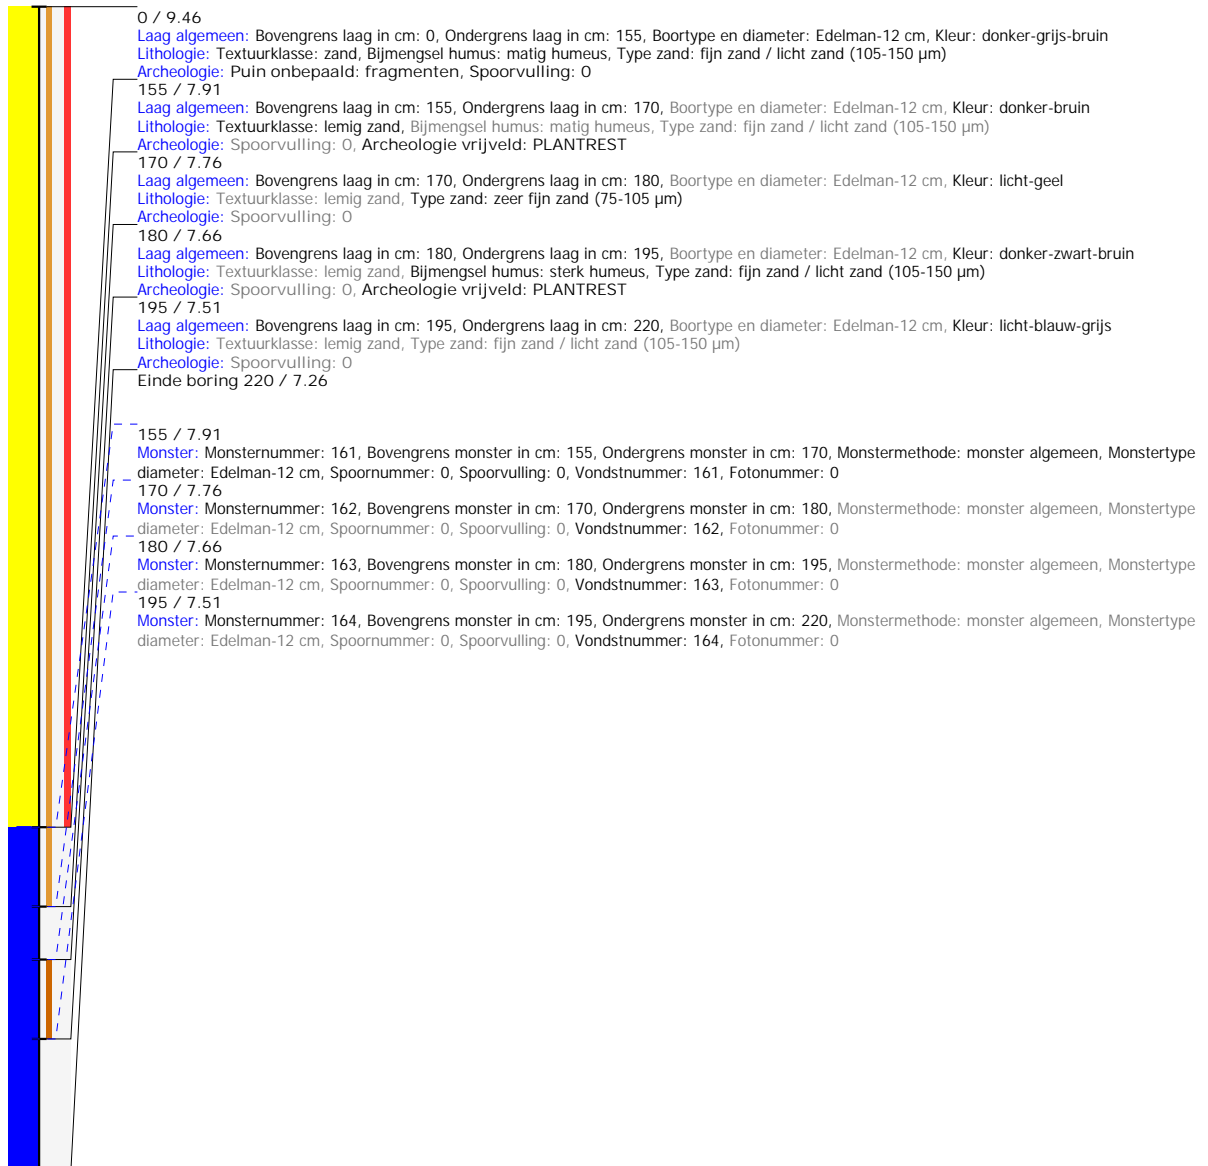 0 / 9.46
Laag algemeen: Bovengrens laag in cm: 0, Ondergrens laag in cm: 155, Boortype en diameter: Edelman-12 cm, Kleur: donker-grijs-bruin
Lithologie: Textuurklasse: zand, Bijmengsel humus: matig humeus, Type zand: fijn zand / licht zand (105-150 µm)
Archeologie: Puin onbepaald: fragmenten, Spoorvulling: 0
155 / 7.91
Laag algemeen: Bovengrens laag in cm: 155, Ondergrens laag in cm: 170, Boortype en diameter: Edelman-12 cm, Kleur: donker-bruin
Lithologie: Textuurklasse: lemig zand, Bijmengsel humus: matig humeus, Type zand: fijn zand / licht zand (105-150 µm)
Archeologie: Spoorvulling: 0, Archeologie vrijveld: PLANTREST
170 / 7.76
Laag algemeen: Bovengrens laag in cm: 170, Ondergrens laag in cm: 180, Boortype en diameter: Edelman-12 cm, Kleur: licht-geel
Lithologie: Textuurklasse: lemig zand, Type zand: zeer fijn zand (75-105 µm)
Archeologie: Spoorvulling: 0
180 / 7.66
Laag algemeen: Bovengrens laag in cm: 180, Ondergrens laag in cm: 195, Boortype en diameter: Edelman-12 cm, Kleur: donker-zwart-bruin
Lithologie: Textuurklasse: lemig zand, Bijmengsel humus: sterk humeus, Type zand: fijn zand / licht zand (105-150 µm)
Archeologie: Spoorvulling: 0, Archeologie vrijveld: PLANTREST
195 / 7.51
Laag algemeen: Bovengrens laag in cm: 195, Ondergrens laag in cm: 220, Boortype en diameter: Edelman-12 cm, Kleur: licht-blauw-grijs
Lithologie: Textuurklasse: lemig zand, Type zand: fijn zand / licht zand (105-150 µm)
Archeologie: Spoorvulling: 0
Einde boring 220 / 7.26
155 / 7.91
Monster: Monsternummer: 161, Bovengrens monster in cm: 155, Ondergrens monster in cm: 170, Monstermethode: monster algemeen, Monstertype
diameter: Edelman-12 cm, Spoornummer: 0, Spoorvulling: 0, Vondstnummer: 161, Fotonummer: 0
170 / 7.76
Monster: Monsternummer: 162, Bovengrens monster in cm: 170, Ondergrens monster in cm: 180, Monstermethode: monster algemeen, Monstertype
diameter: Edelman-12 cm, Spoornummer: 0, Spoorvulling: 0, Vondstnummer: 162, Fotonummer: 0
180 / 7.66
Monster: Monsternummer: 163, Bovengrens monster in cm: 180, Ondergrens monster in cm: 195, Monstermethode: monster algemeen, Monstertype
diameter: Edelman-12 cm, Spoornummer: 0, Spoorvulling: 0, Vondstnummer: 163, Fotonummer: 0
195 / 7.51
Monster: Monsternummer: 164, Bovengrens monster in cm: 195, Ondergrens monster in cm: 220, Monstermethode: monster algemeen, Monstertype
diameter: Edelman-12 cm, Spoornummer: 0, Spoorvulling: 0, Vondstnummer: 164, Fotonummer: 0